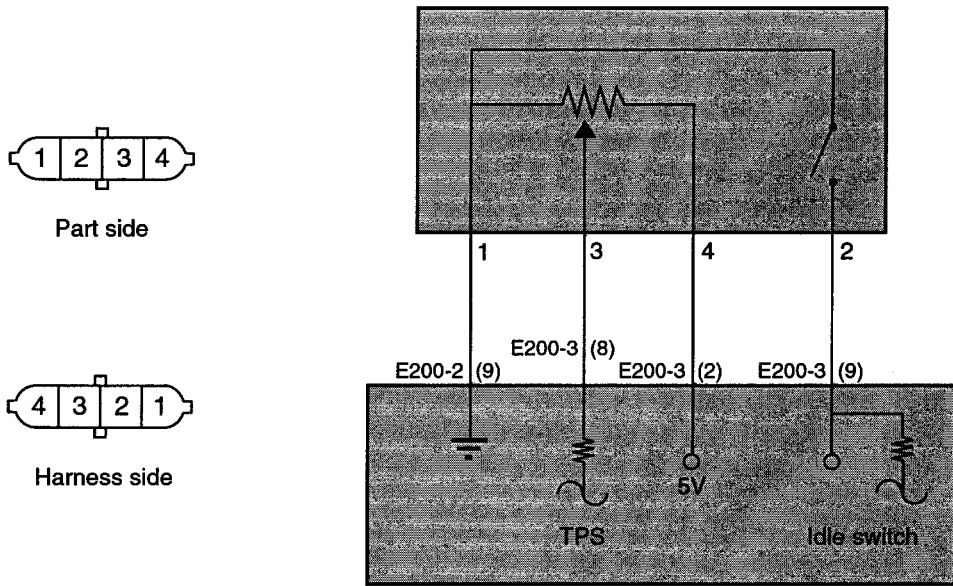 1 2 3 4
Part side
4 3 2 1
Harness side
1 3 4 2
E200-2 (9) E200-3 (8) E200-3 (2) E200-3 (9)
5V
TPS Idle switch